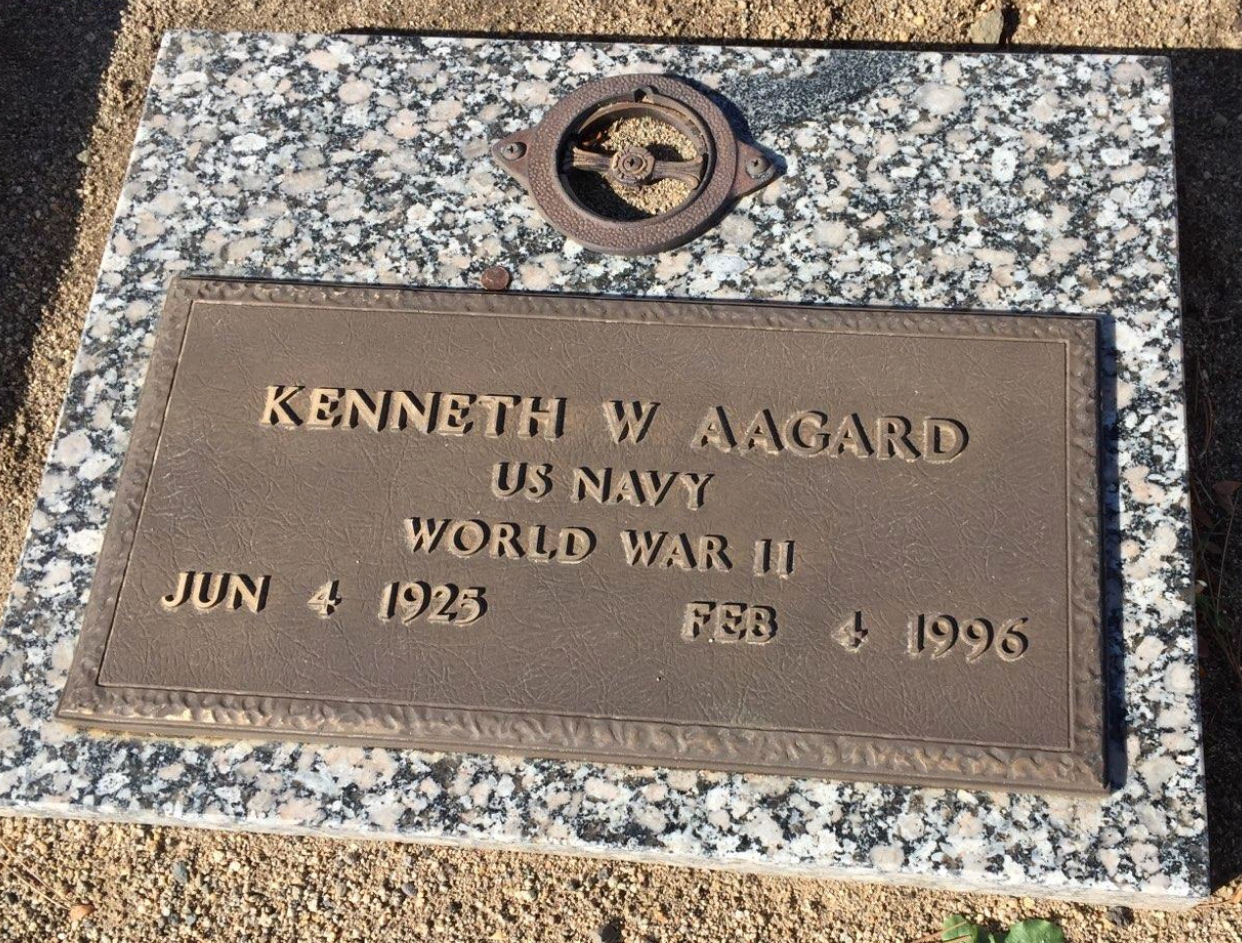 KENNETH W AAGARD
US NAVY
WORLD WAR II
JUN 4 1925 FEB 4 1996